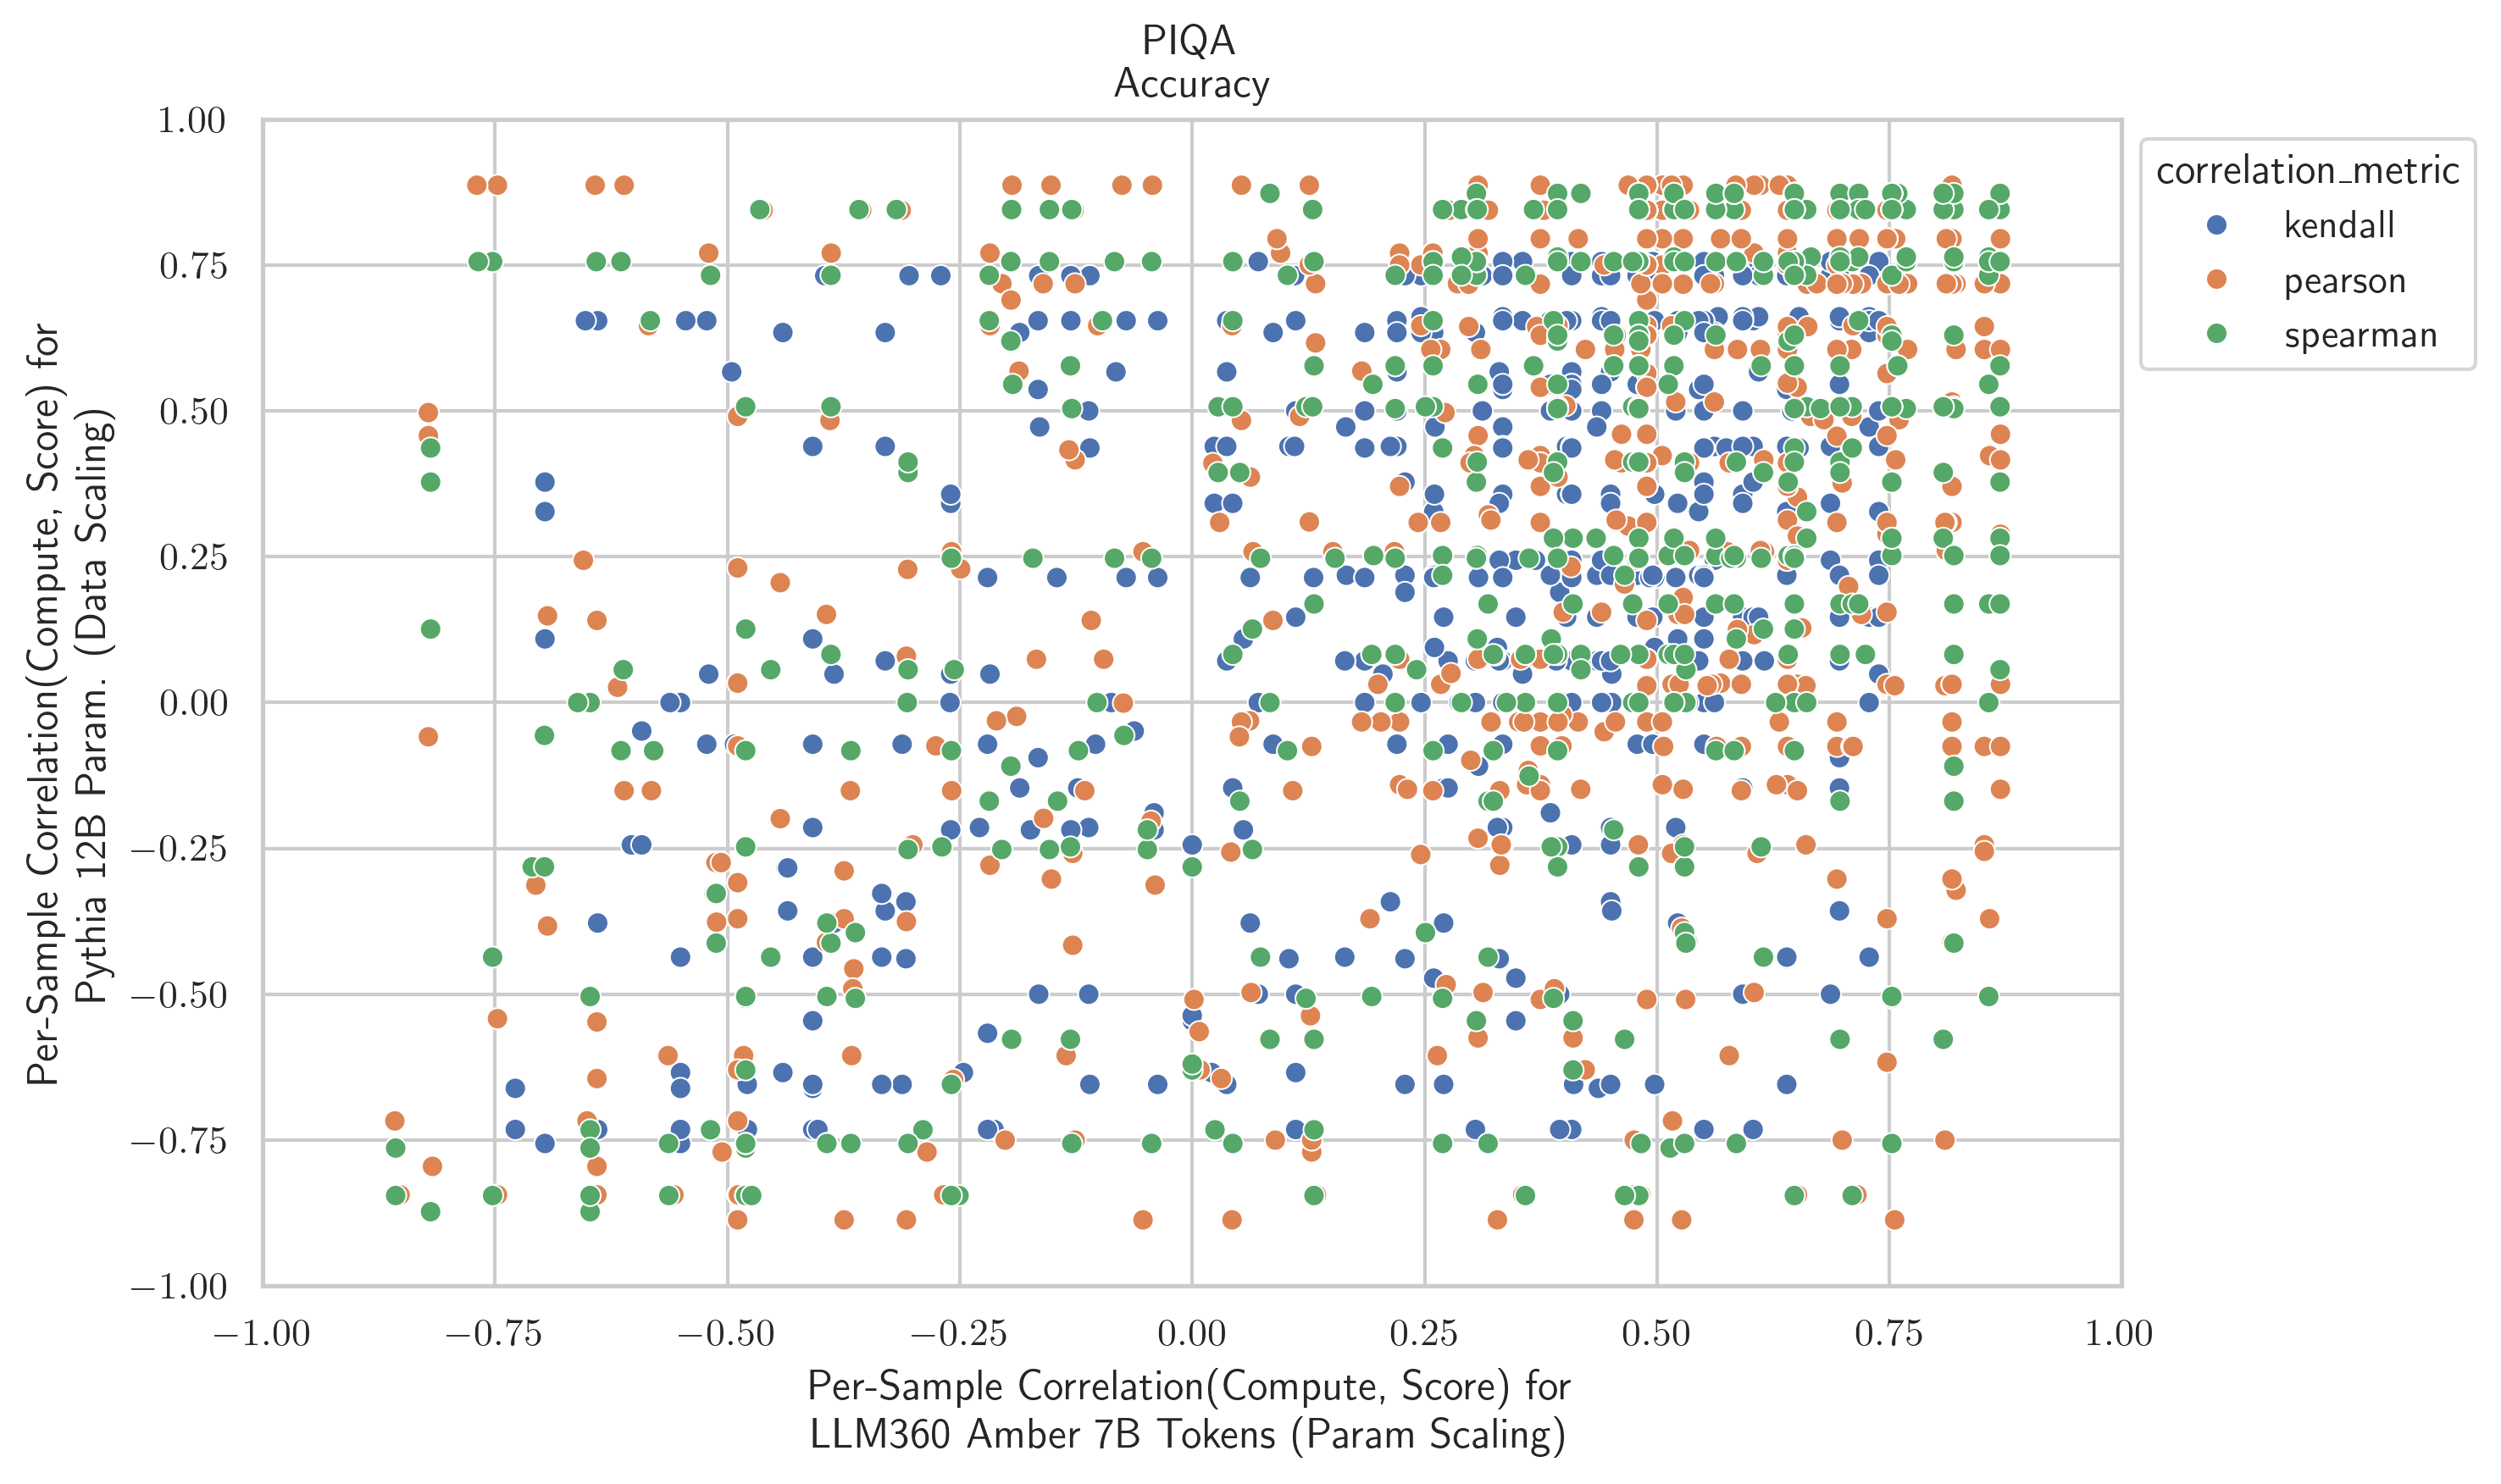 PIQA
Accuracy
1.00
0.75
0.50
0.25
0.00
−0.25
−0.50
−0.75
−1.00
Per-Sample Correlation(Compute, Score) for
Pythia 12B Param. (Data Scaling)
−1.00 −0.75 −0.50 −0.25 0.00 0.25 0.50 0.75 1.00
Per-Sample Correlation(Compute, Score) for
LLM360 Amber 7B Tokens (Param Scaling)
correlation_metric
kendall
pearson
spearman